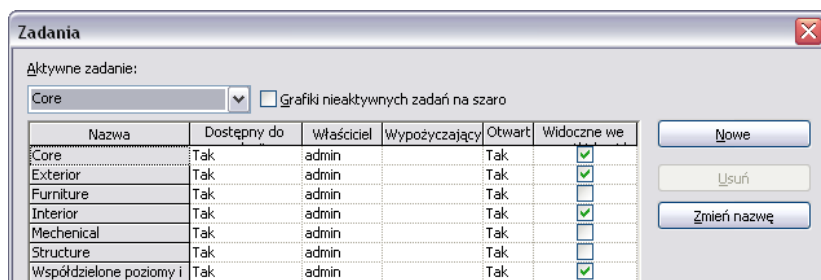 Zadania
Aktywne zadanie:
Core
Grafiki nieaktywnych zadań na szaro
Nazwa Dostępny do Właściciel Wypożyczający Otwart Widoczne we
Core Tak admin Tak
Exterior Tak admin Tak
Furniture Tak admin Tak
Interior Tak admin Tak
Mechenical Tak admin Tak
Structure Tak admin Tak
Współdzielone poziomy i Tak admin Tak
Nowe
Usuń
Zmień nazwę